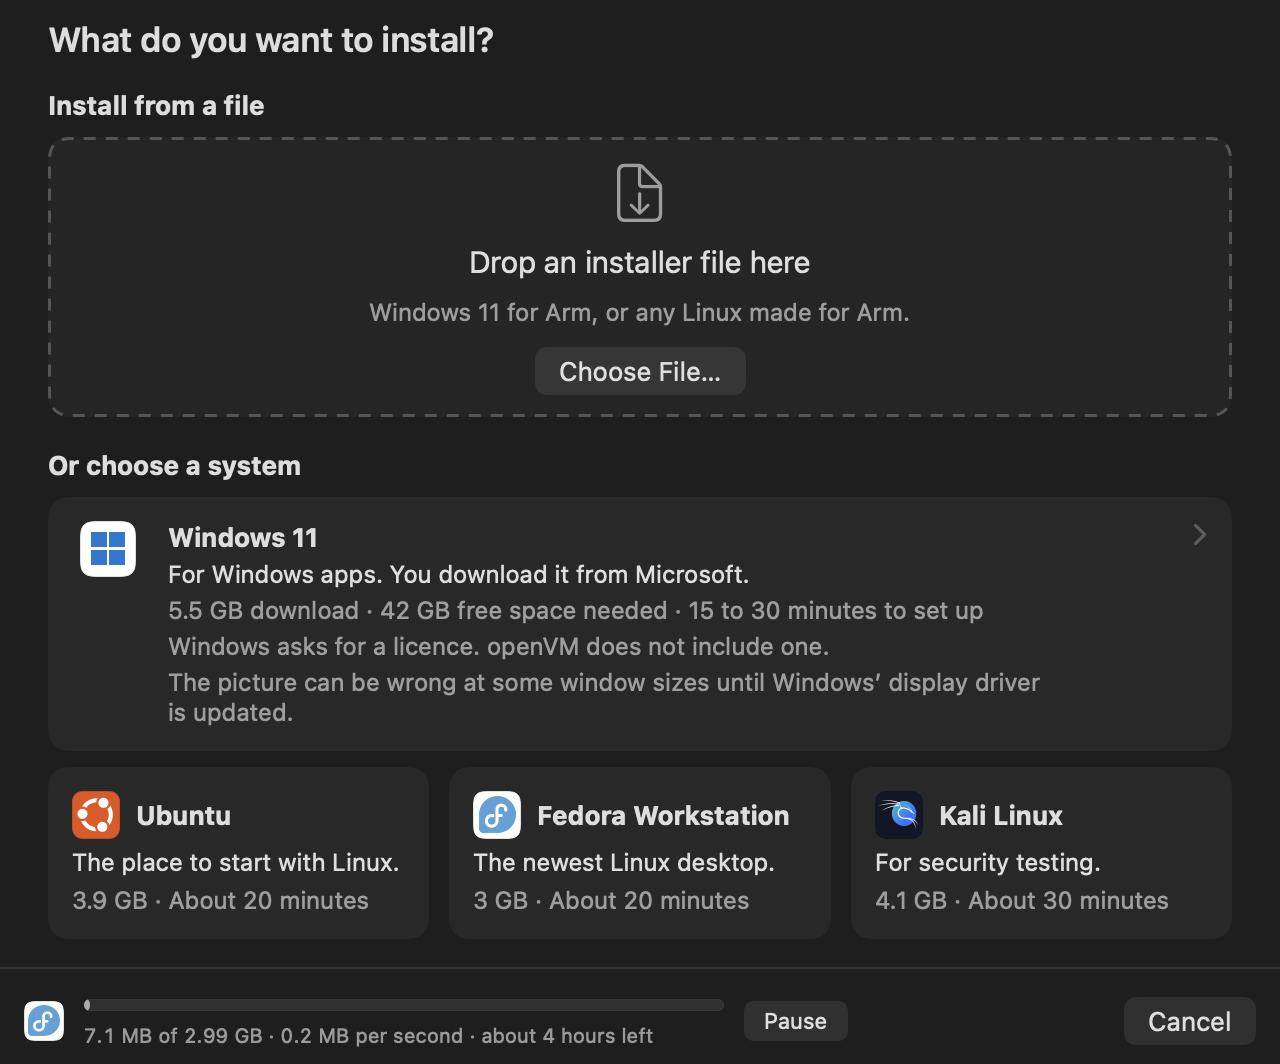 What do you want to install?
Install from a file
Drop an installer file here
Windows 11 for Arm, or any Linux made for Arm.
Choose File...
Or choose a system
Windows 11
For Windows apps. You download it from Microsoft.
5.5 GB download · 42 GB free space needed · 15 to 30 minutes to set up
Windows asks for a licence. openVM does not include one.
The picture can be wrong at some window sizes until Windows’ display driver
is updated.
Ubuntu
The place to start with Linux.
3.9 GB · About 20 minutes
Fedora Workstation
The newest Linux desktop.
3 GB · About 20 minutes
Kali Linux
For security testing.
4.1 GB · About 30 minutes
7.1 MB of 2.99 GB · 0.2 MB per second · about 4 hours left
Pause
Cancel